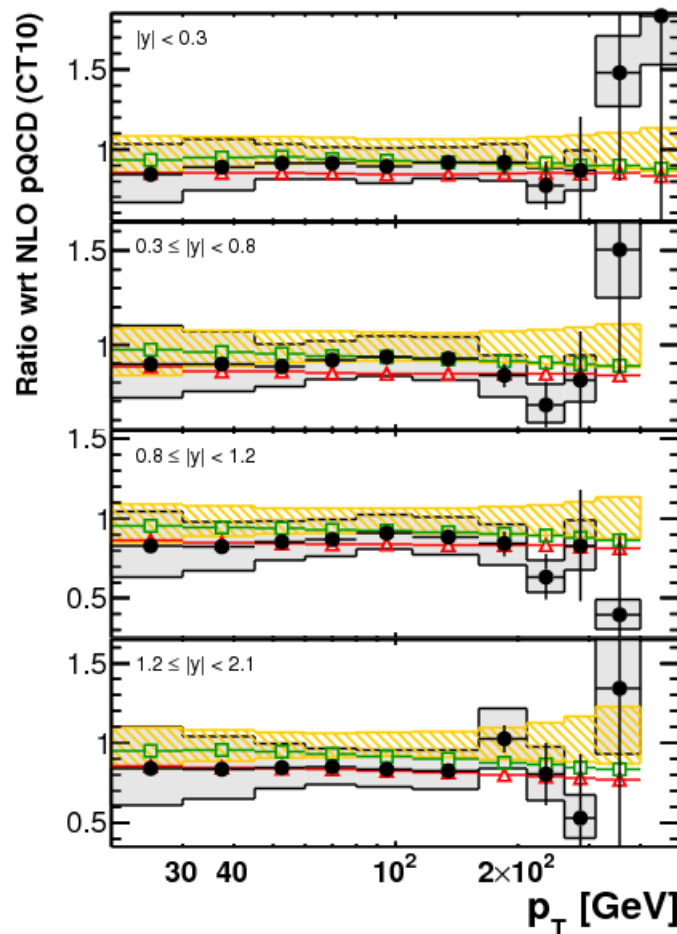 Ratio wrt NLO pQCD (CT10)
|y| < 0.3
1.5
1
0.3 ≤ |y| < 0.8
1.5
1
0.8 ≤ |y| < 1.2
1.5
1
0.5
1.2 ≤ |y| < 2.1
1.5
1
0.5
30 40 10² 2×10²
p_T [GeV]